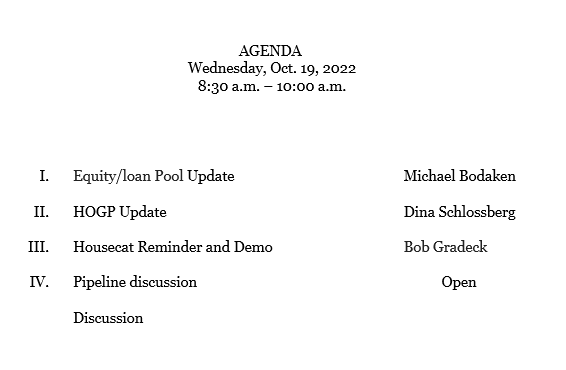 AGENDA
Wednesday, Oct. 19, 2022
8:30 a.m. – 10:00 a.m.
I. Equity/loan Pool Update Michael Bodaken
II. HOGP Update Dina Schlossberg
III. Housecat Reminder and Demo Bob Gradeck
IV. Pipeline discussion Open
Discussion